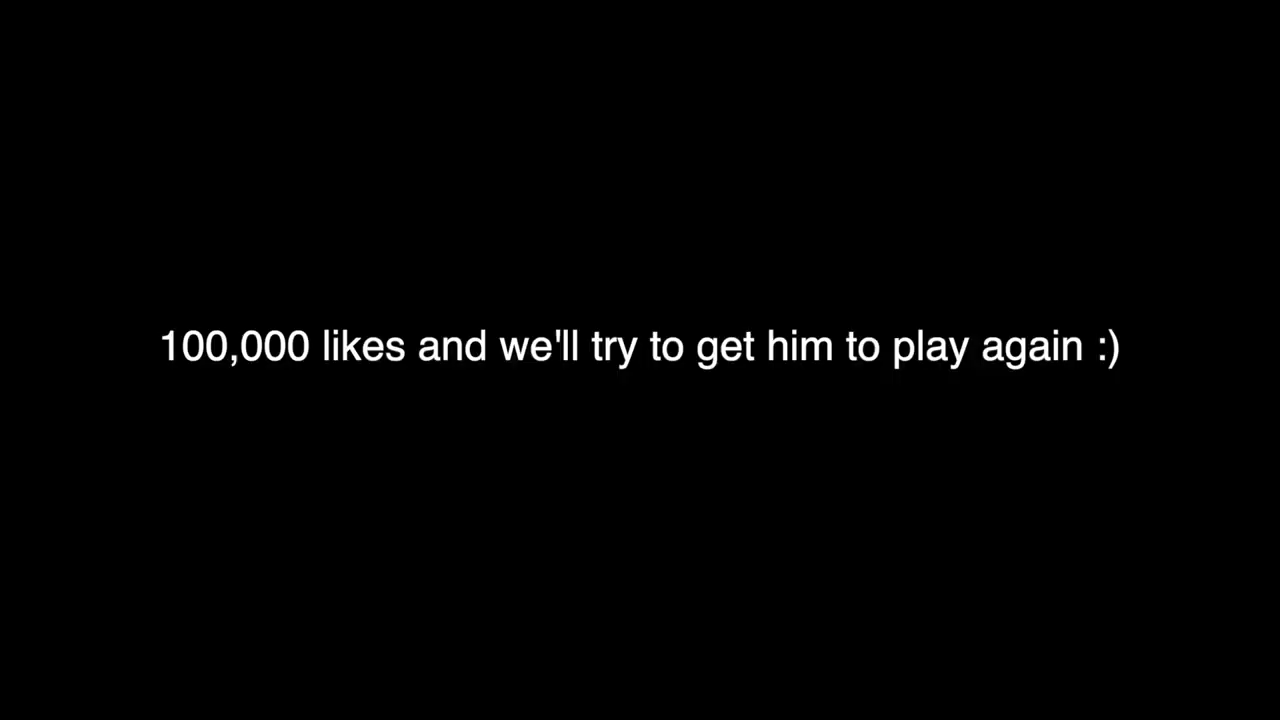 100,000 likes and we'll try to get him to play again :)